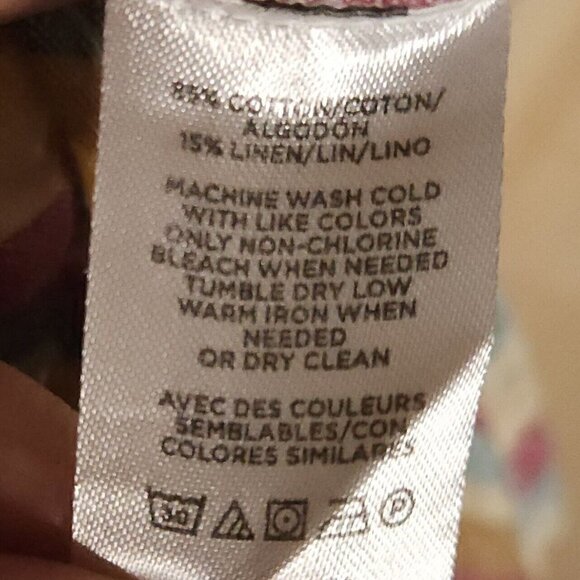 85% COTTON/COTON/
ALGODÓN
15% LINEN/LIN/LINO
MACHINE WASH COLD
WITH LIKE COLORS
ONLY NON-CHLORINE
BLEACH WHEN NEEDED
TUMBLE DRY LOW
WARM IRON WHEN
NEEDED
OR DRY CLEAN
AVEC DES COULEURS
SEMBLABLES/CON
COLORES SIMILARES
30 P